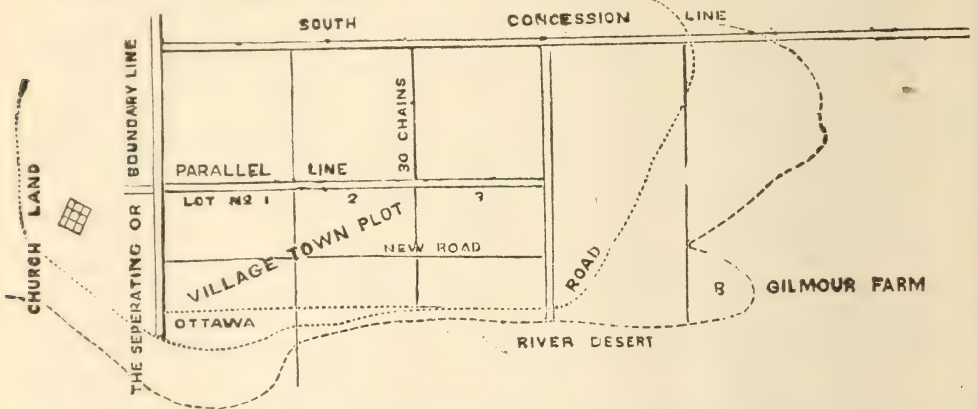 SOUTH CONCESSION LINE
THE SEPERATING OR BOUNDARY LINE
CHURCH LAND
30 CHAINS
PARALLEL LINE
LOT Nº 1 2 3
VILLAGE TOWN PLOT
NEW ROAD
OTTAWA ROAD
8 GILMOUR FARM
RIVER DESERT